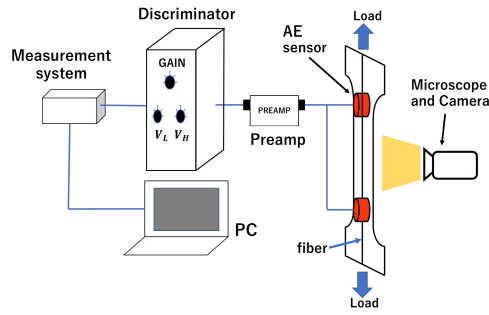 Discriminator
Measurement
system
GAIN
V_L V_H
PREAMP
Preamp
PC
AE
sensor
Load
Microscope
and Camera
fiber
Load